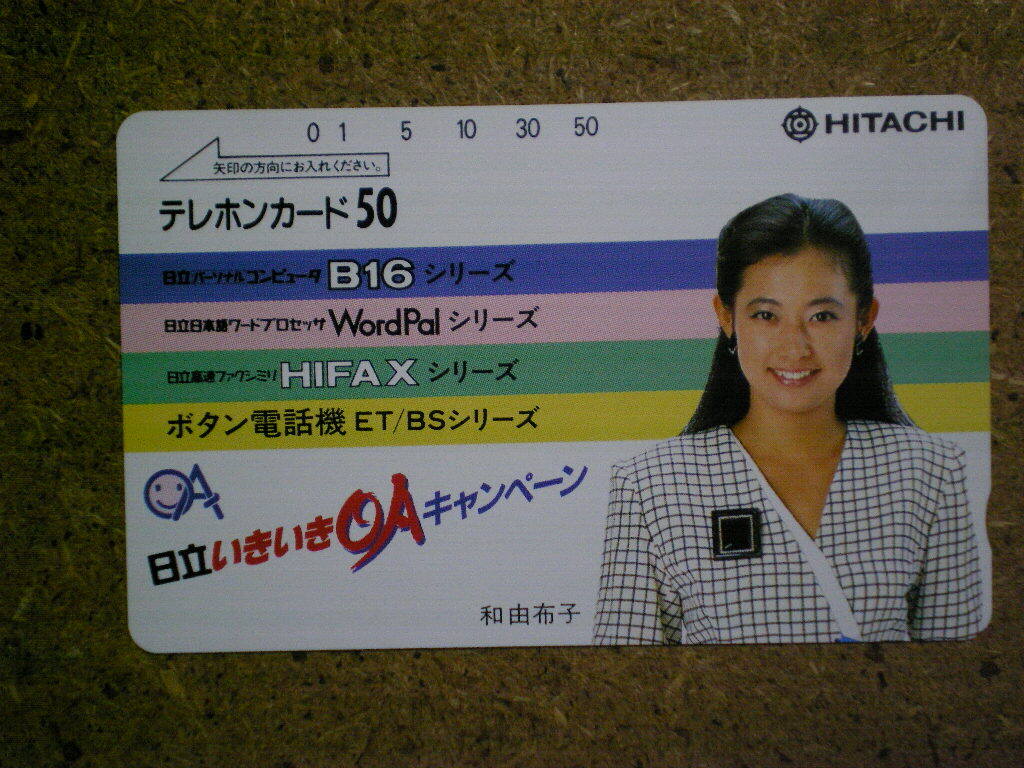 0 1 5 10 30 50
HITACHI
矢印の方向にお入れください。
テレホンカード50
日立パーソナルコンピュータ B16 シリーズ
日立日本語ワードプロセッサ WordPal シリーズ
日立高速ファクシミリ HIFAX シリーズ
ボタン電話機 ET/BSシリーズ
OA
日立いきいきOAキャンペーン
和由布子